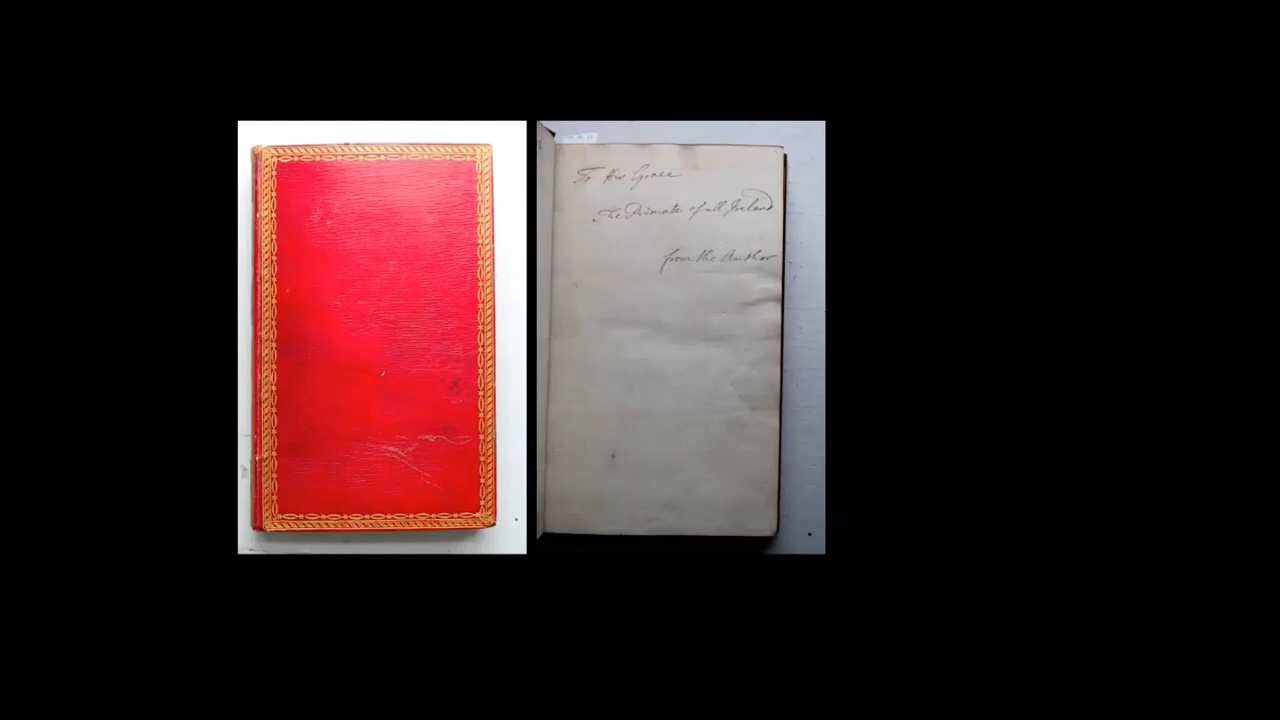 To His Grace
The Primate of all Ireland
from the Author